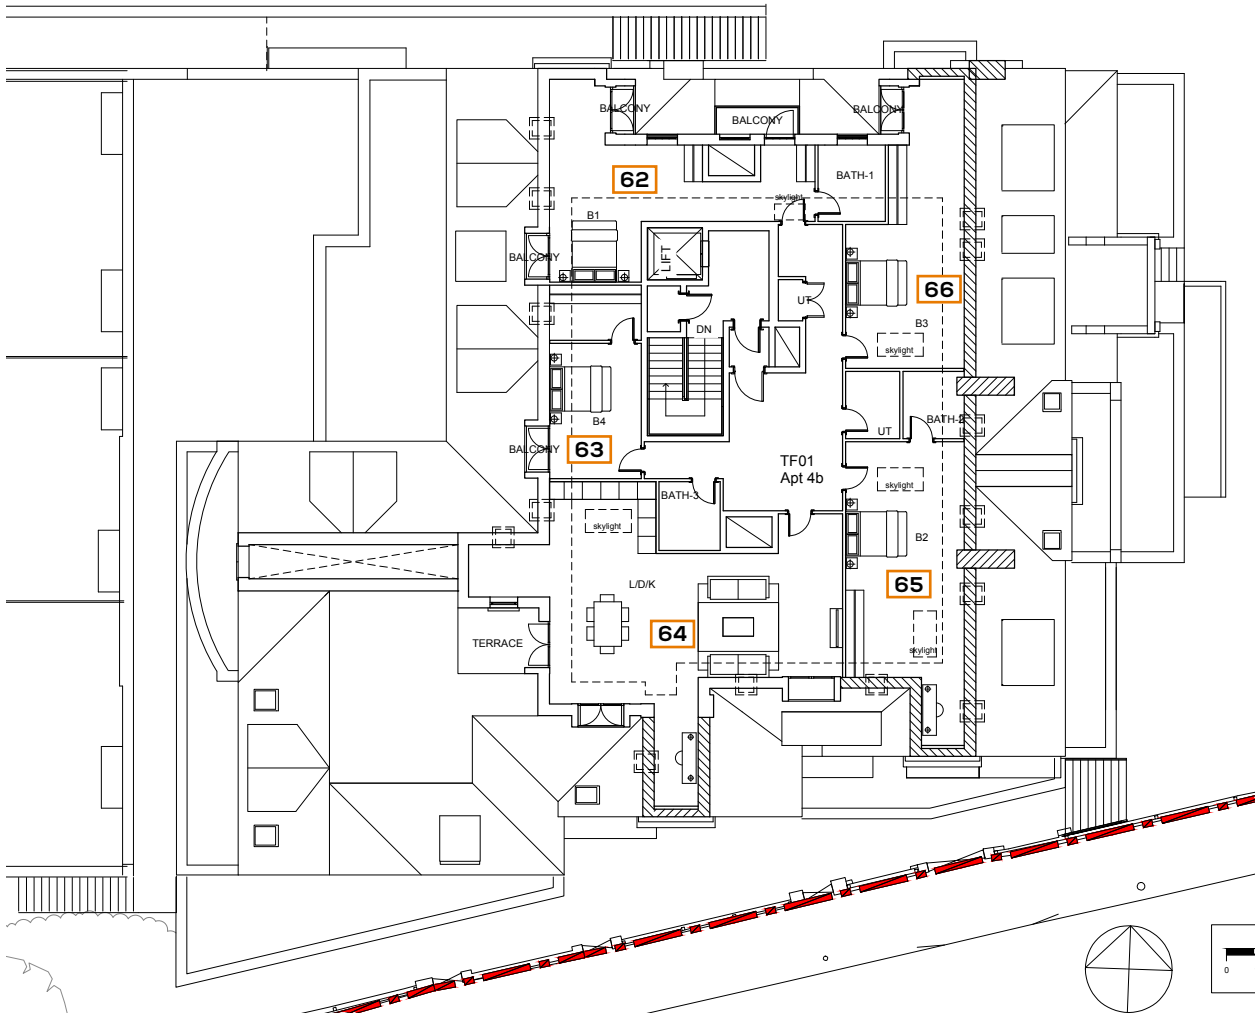 BALCONY
BALCONY
BALCONY
62
BATH-1
skylight
B1
BALCONY
LIFT
66
UT
DN
B3
skylight
B4
BALCONY
63
BATH-2
UT
TF01
Apt 4b
skylight
BATH-3
skylight
B2
L/D/K
65
64
TERRACE
skylight
0